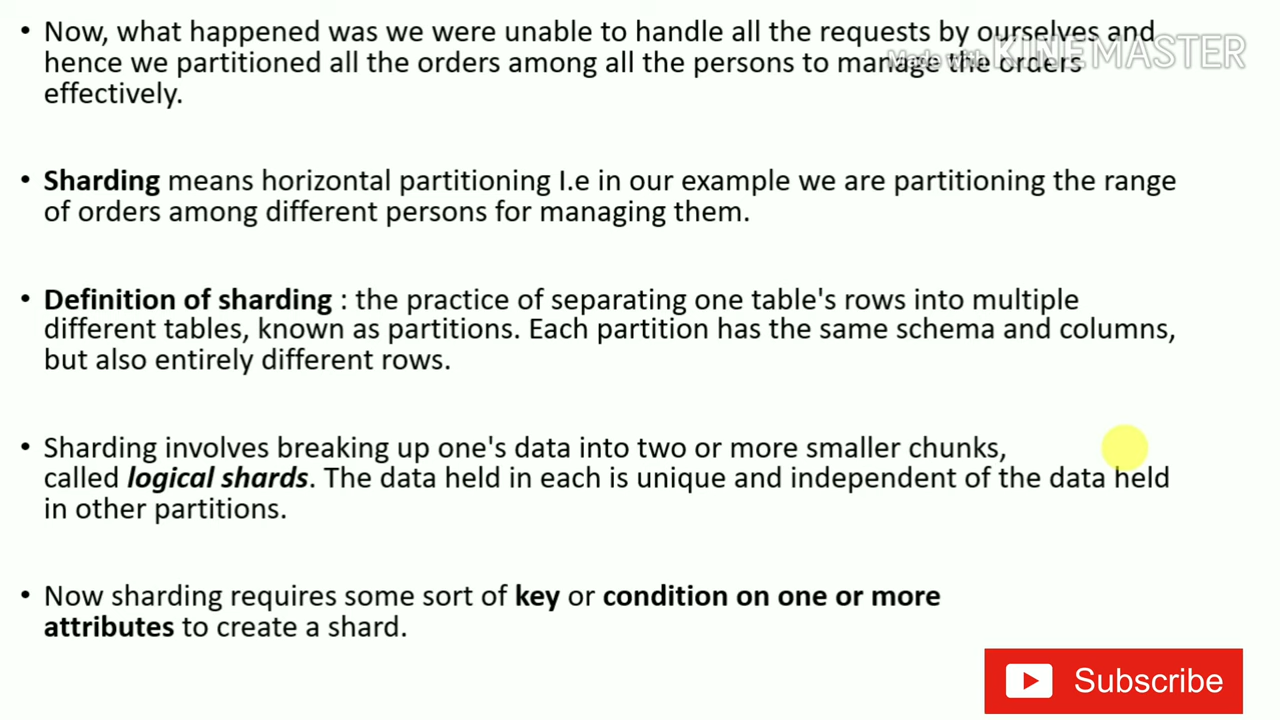 • Now, what happened was we were unable to handle all the requests by ourselves and
hence we partitioned all the orders among all the persons to manage the orders
effectively.
Made with KINEMASTER
• Sharding means horizontal partitioning I.e in our example we are partitioning the range
of orders among different persons for managing them.
• Definition of sharding : the practice of separating one table's rows into multiple
different tables, known as partitions. Each partition has the same schema and columns,
but also entirely different rows.
• Sharding involves breaking up one's data into two or more smaller chunks,
called logical shards. The data held in each is unique and independent of the data held
in other partitions.
• Now sharding requires some sort of key or condition on one or more
attributes to create a shard.
Subscribe